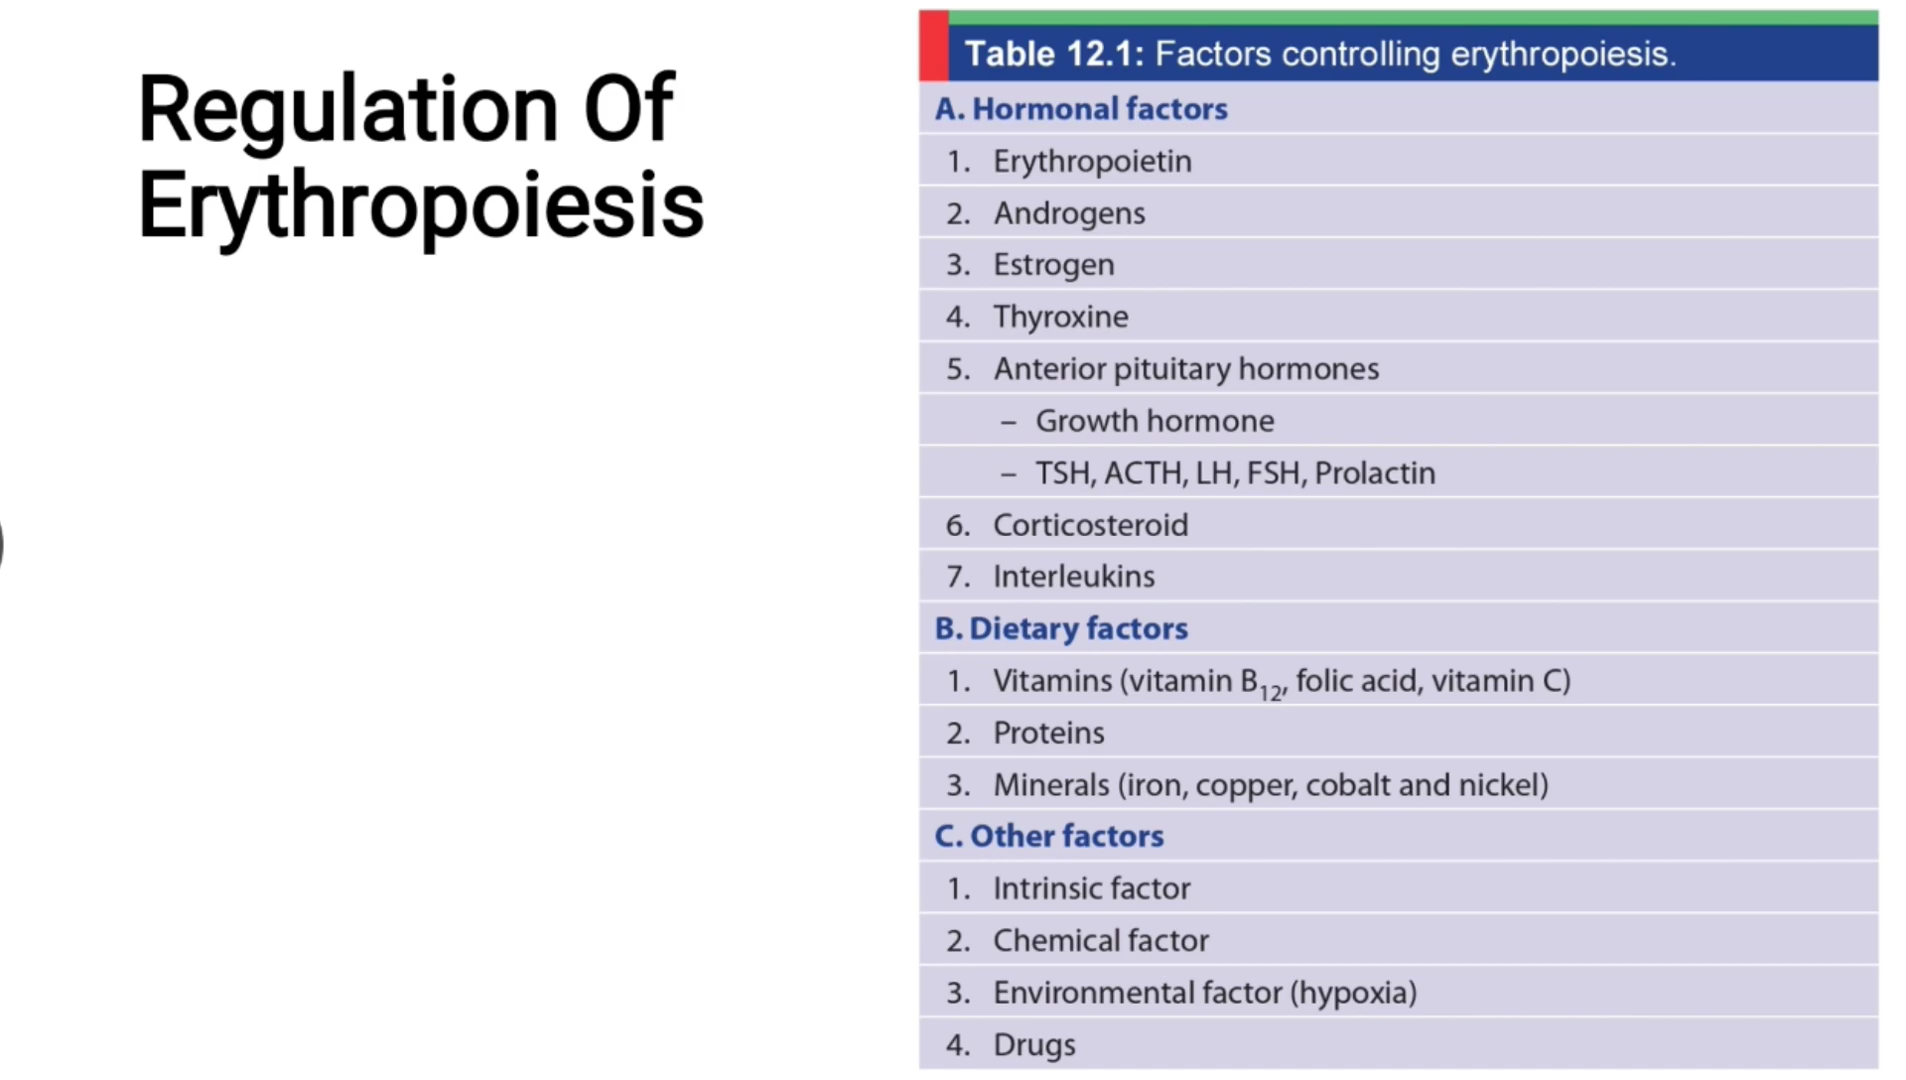 Regulation Of
Erythropoiesis
Table 12.1: Factors controlling erythropoiesis.
A. Hormonal factors
1. Erythropoietin
2. Androgens
3. Estrogen
4. Thyroxine
5. Anterior pituitary hormones
– Growth hormone
– TSH, ACTH, LH, FSH, Prolactin
6. Corticosteroid
7. Interleukins
B. Dietary factors
1. Vitamins (vitamin B12, folic acid, vitamin C)
2. Proteins
3. Minerals (iron, copper, cobalt and nickel)
C. Other factors
1. Intrinsic factor
2. Chemical factor
3. Environmental factor (hypoxia)
4. Drugs